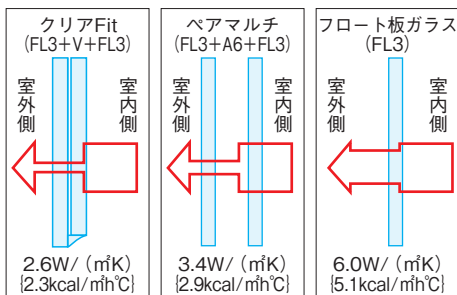 クリアFit
(FL3+V+FL3)
室外側
室内側
2.6W/(㎡K)
{2.3kcal/㎡h℃}
ペアマルチ
(FL3+A6+FL3)
室外側
室内側
3.4W/(㎡K)
{2.9kcal/㎡h℃}
フロート板ガラス
(FL3)
室外側
室内側
6.0W/(㎡K)
{5.1kcal/㎡h℃}